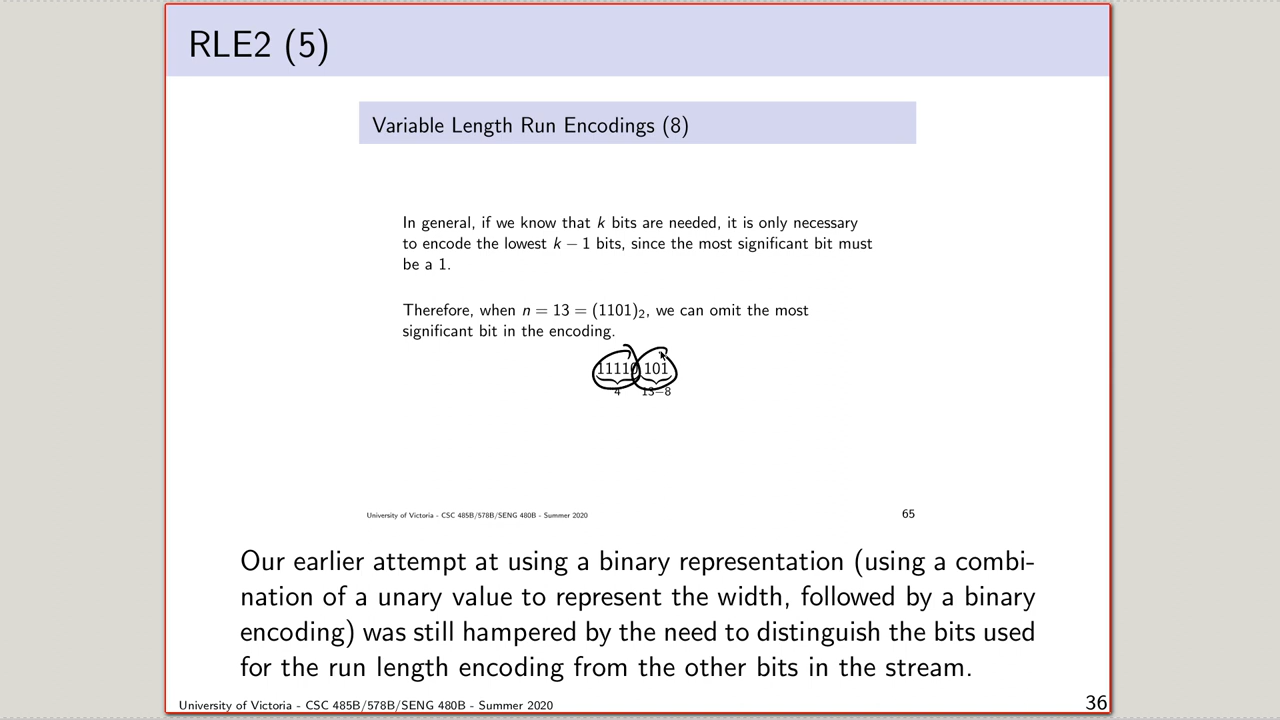 RLE2 (5)
Variable Length Run Encodings (8)
In general, if we know that k bits are needed, it is only necessary
to encode the lowest k − 1 bits, since the most significant bit must
be a 1.
Therefore, when n = 13 = (1101)₂, we can omit the most
significant bit in the encoding.
11110 101
4 13−8
University of Victoria - CSC 485B/578B/SENG 480B - Summer 2020
65
Our earlier attempt at using a binary representation (using a combi-
nation of a unary value to represent the width, followed by a binary
encoding) was still hampered by the need to distinguish the bits used
for the run length encoding from the other bits in the stream.
University of Victoria - CSC 485B/578B/SENG 480B - Summer 2020
36